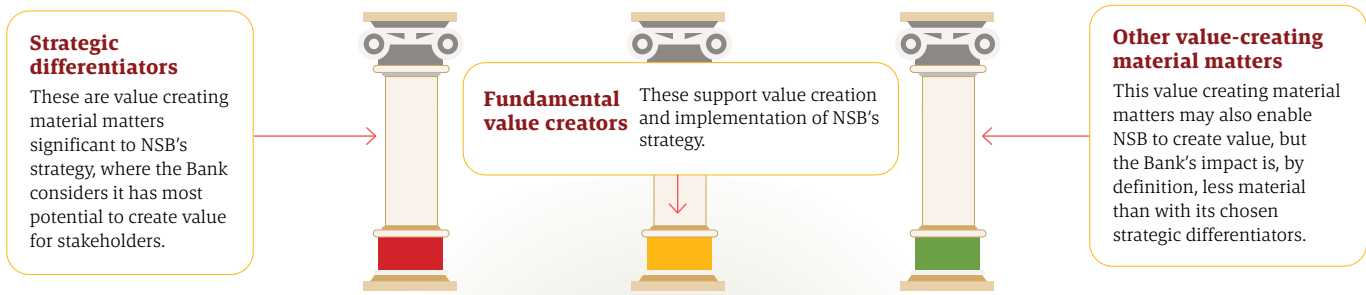 Strategic
differentiators
These are value creating
material matters
significant to NSB’s
strategy, where the Bank
considers it has most
potential to create value
for stakeholders.
Fundamental
value creators
These support value creation
and implementation of NSB’s
strategy.
Other value-creating
material matters
This value creating material
matters may also enable
NSB to create value, but
the Bank’s impact is, by
definition, less material
than with its chosen
strategic differentiators.